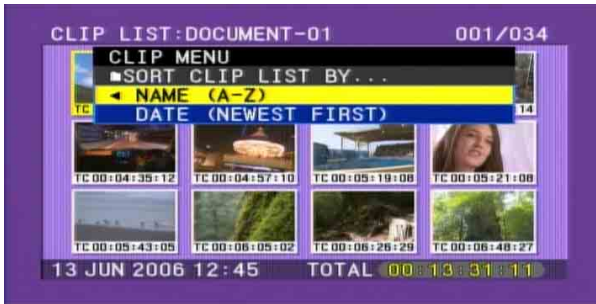 CLIP LIST:DOCUMENT-01 001/034
CLIP MENU
SORT CLIP LIST BY...
◄ NAME (A-Z)
DATE (NEWEST FIRST)
TC 14
TC 00:04:35:12 TC 00:04:57:10 TC 00:05:19:08 TC 00:05:21:08
TC 00:05:43:05 TC 00:06:05:02 TC 00:06:26:29 TC 00:06:48:27
13 JUN 2006 12:45 TOTAL 00:13:31:11